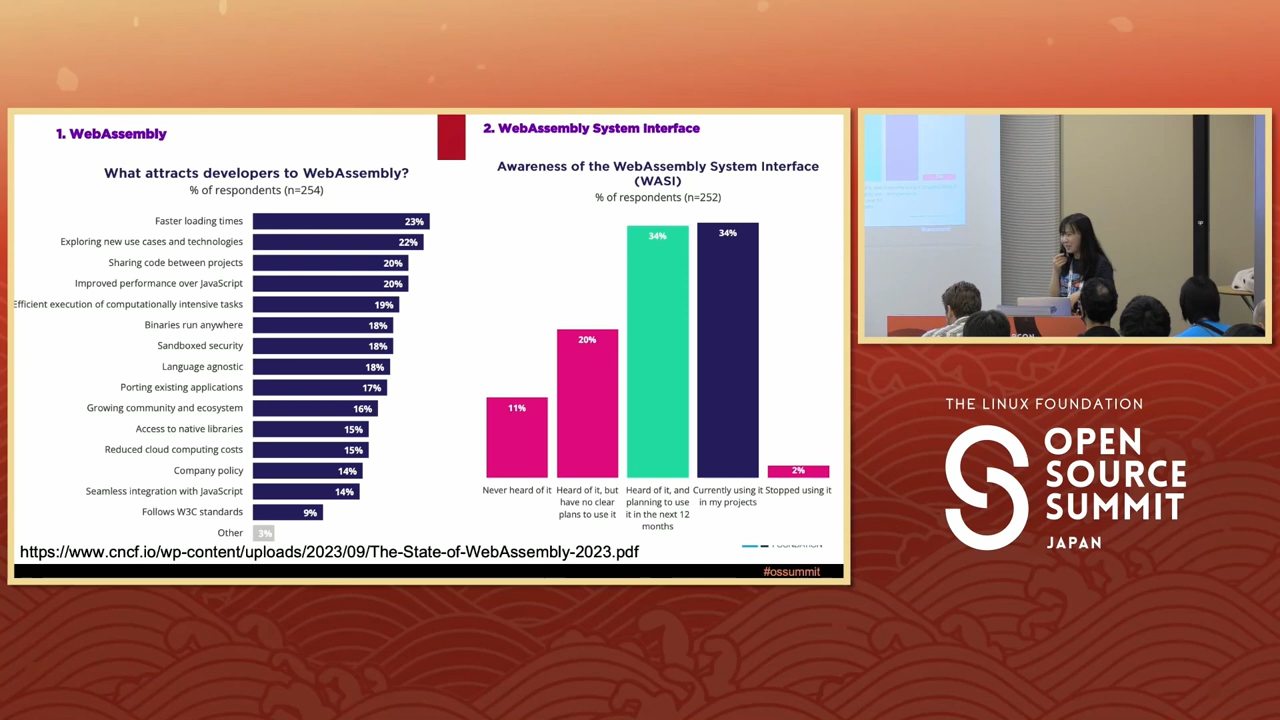 1. WebAssembly
What attracts developers to WebAssembly?
% of respondents (n=254)
Faster loading times 23%
Exploring new use cases and technologies 22%
Sharing code between projects 20%
Improved performance over JavaScript 20%
Efficient execution of computationally intensive tasks 19%
Binaries run anywhere 18%
Sandboxed security 18%
Language agnostic 18%
Porting existing applications 17%
Growing community and ecosystem 16%
Access to native libraries 15%
Reduced cloud computing costs 15%
Company policy 14%
Seamless integration with JavaScript 14%
Follows W3C standards 9%
Other 3%
https://www.cncf.io/wp-content/uploads/2023/09/The-State-of-WebAssembly-2023.pdf
2. WebAssembly System Interface
Awareness of the WebAssembly System Interface
(WASI)
% of respondents (n=252)
11%
20%
34%
34%
2%
Never heard of it
Heard of it, but
have no clear
plans to use it
Heard of it, and
planning to use
it in the next 12
months
Currently using it
in my projects
Stopped using it
#ossummit
THE LINUX FOUNDATION
OPEN
SOURCE
SUMMIT
JAPAN